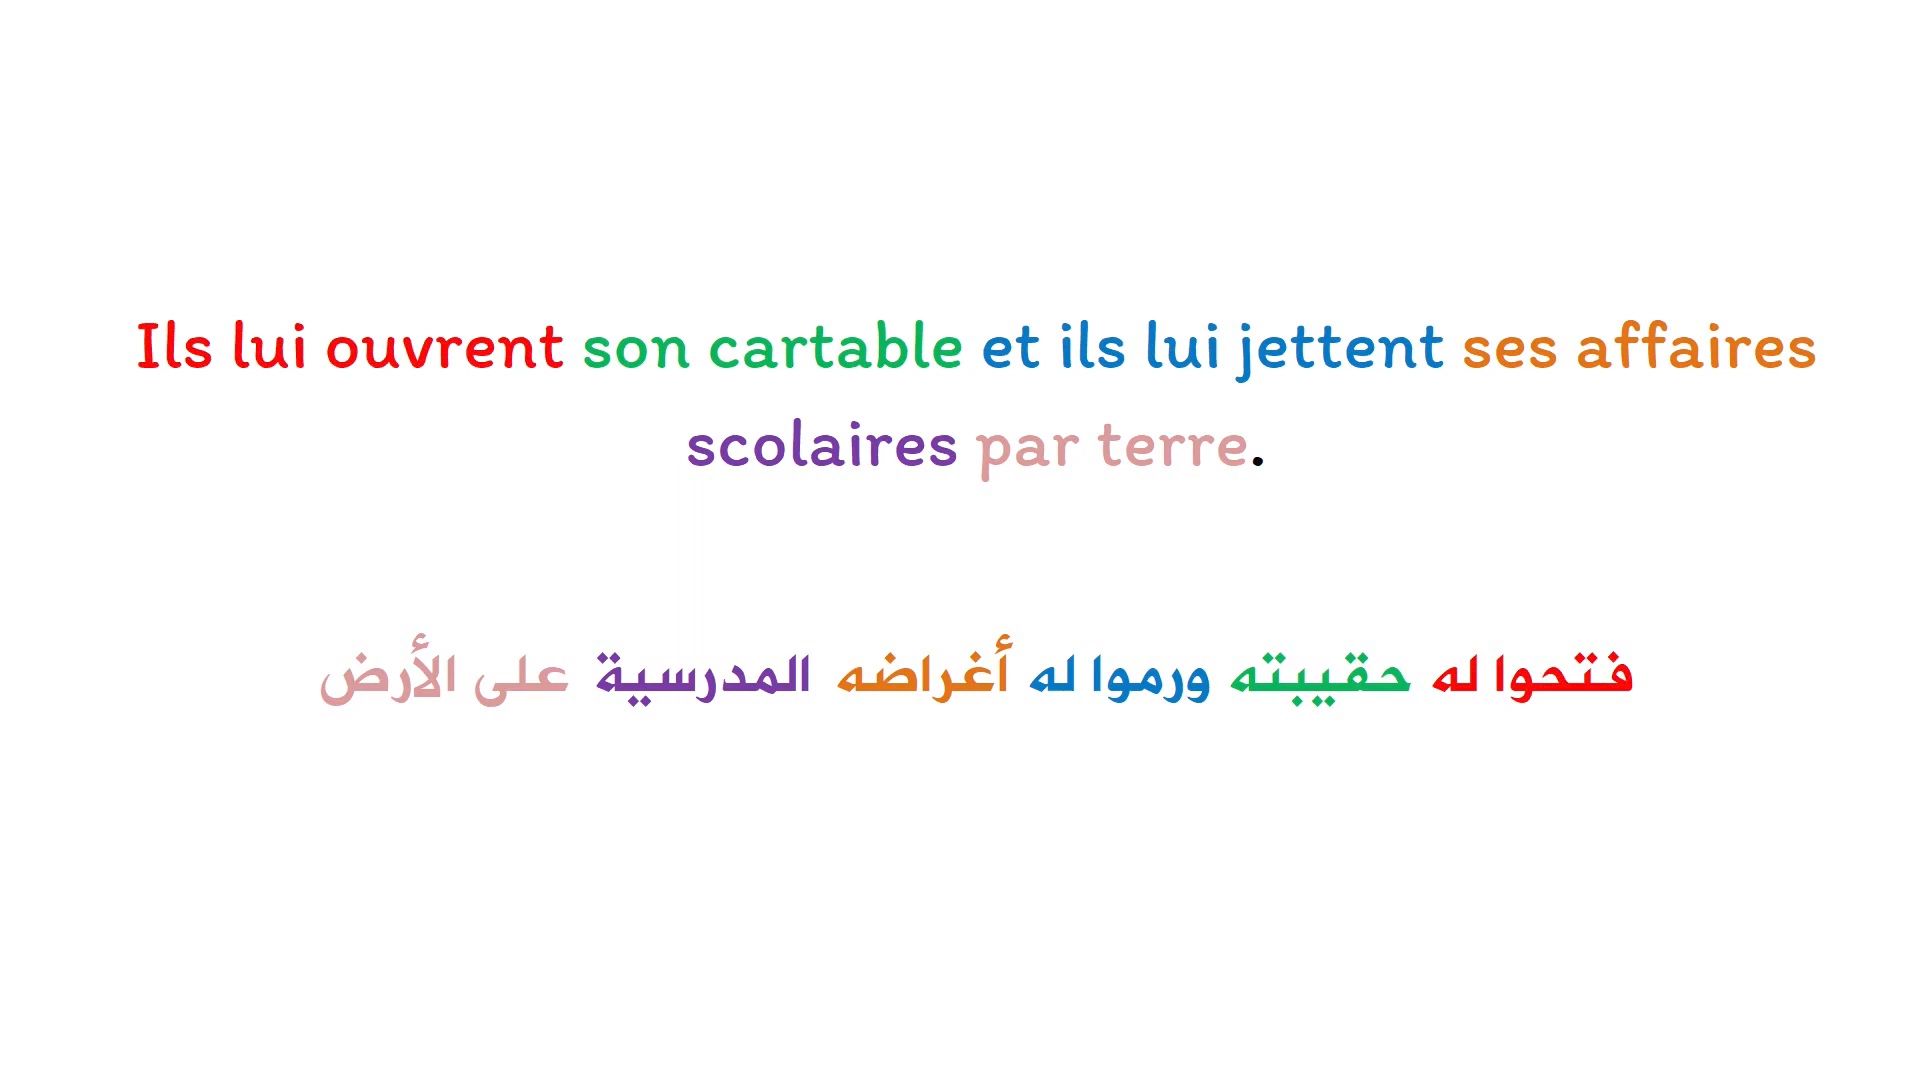 Ils lui ouvrent son cartable et ils lui jettent ses affaires
scolaires par terre.
فتحوا له حقيبته ورموا له أغراضه المدرسية على الأرض